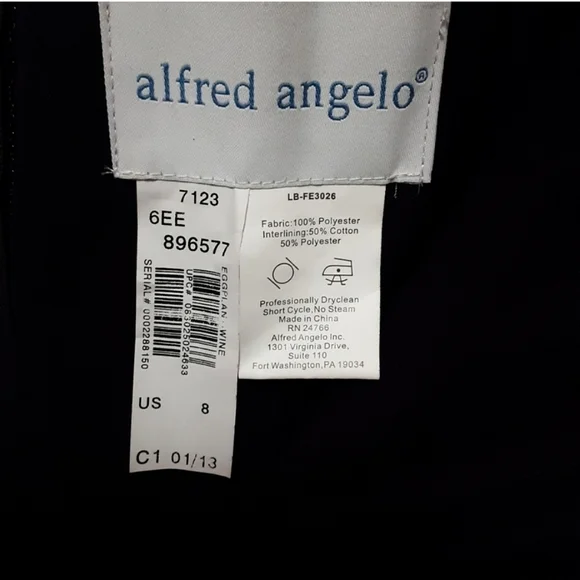 alfred angelo®
7123
6EE
896577
EGGPLAN WINE
UPC# 083025024633
SERIAL# 0002288150
US 8
C1 01/13
LB-FE3026
Fabric:100% Polyester
Interlining:50% Cotton
50% Polyester
Professionally Dryclean
Short Cycle,No Steam
Made in China
RN 24766
Alfred Angelo Inc.
1301 Virginia Drive,
Suite 110
Fort Washington,PA 19034